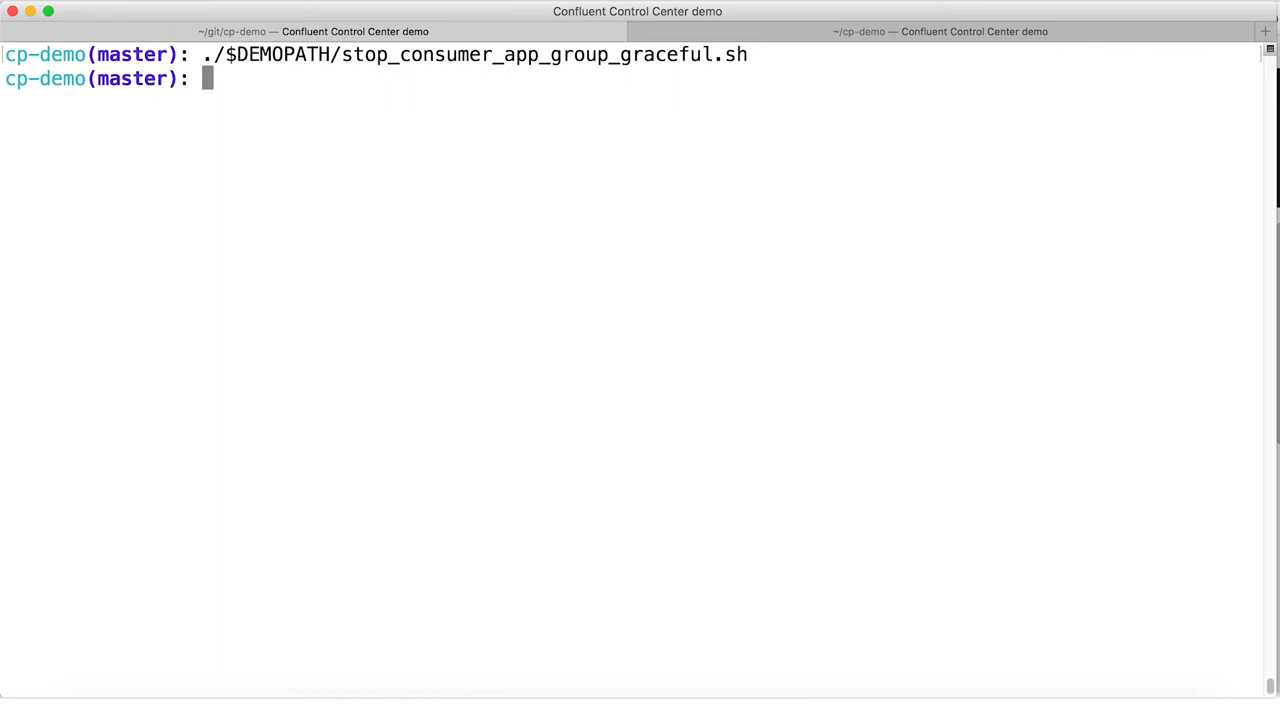 Confluent Control Center demo
~/git/cp-demo — Confluent Control Center demo
~/cp-demo — Confluent Control Center demo
cp-demo(master): ./$DEMOPATH/stop_consumer_app_group_graceful.sh
cp-demo(master):